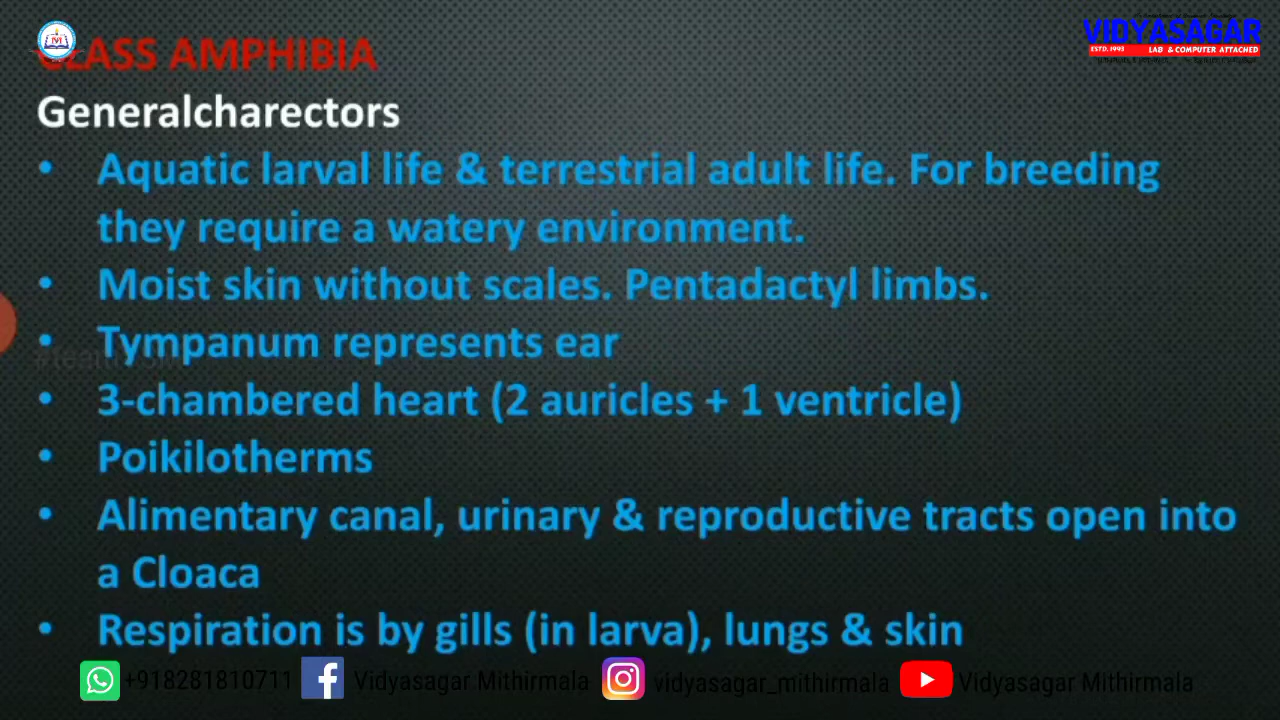 CLASS AMPHIBIA
VIDYASAGAR
ESTD. 1993 LAB & COMPUTER ATTACHED
Generalcharectors
• Aquatic larval life & terrestrial adult life. For breeding
they require a watery environment.
• Moist skin without scales. Pentadactyl limbs.
• Tympanum represents ear
• 3-chambered heart (2 auricles + 1 ventricle)
• Poikilotherms
• Alimentary canal, urinary & reproductive tracts open into
a Cloaca
• Respiration is by gills (in larva), lungs & skin
+918281810711 Vidyasagar Mithirmala vidyasagar_mithirmala Vidyasagar Mithirmala